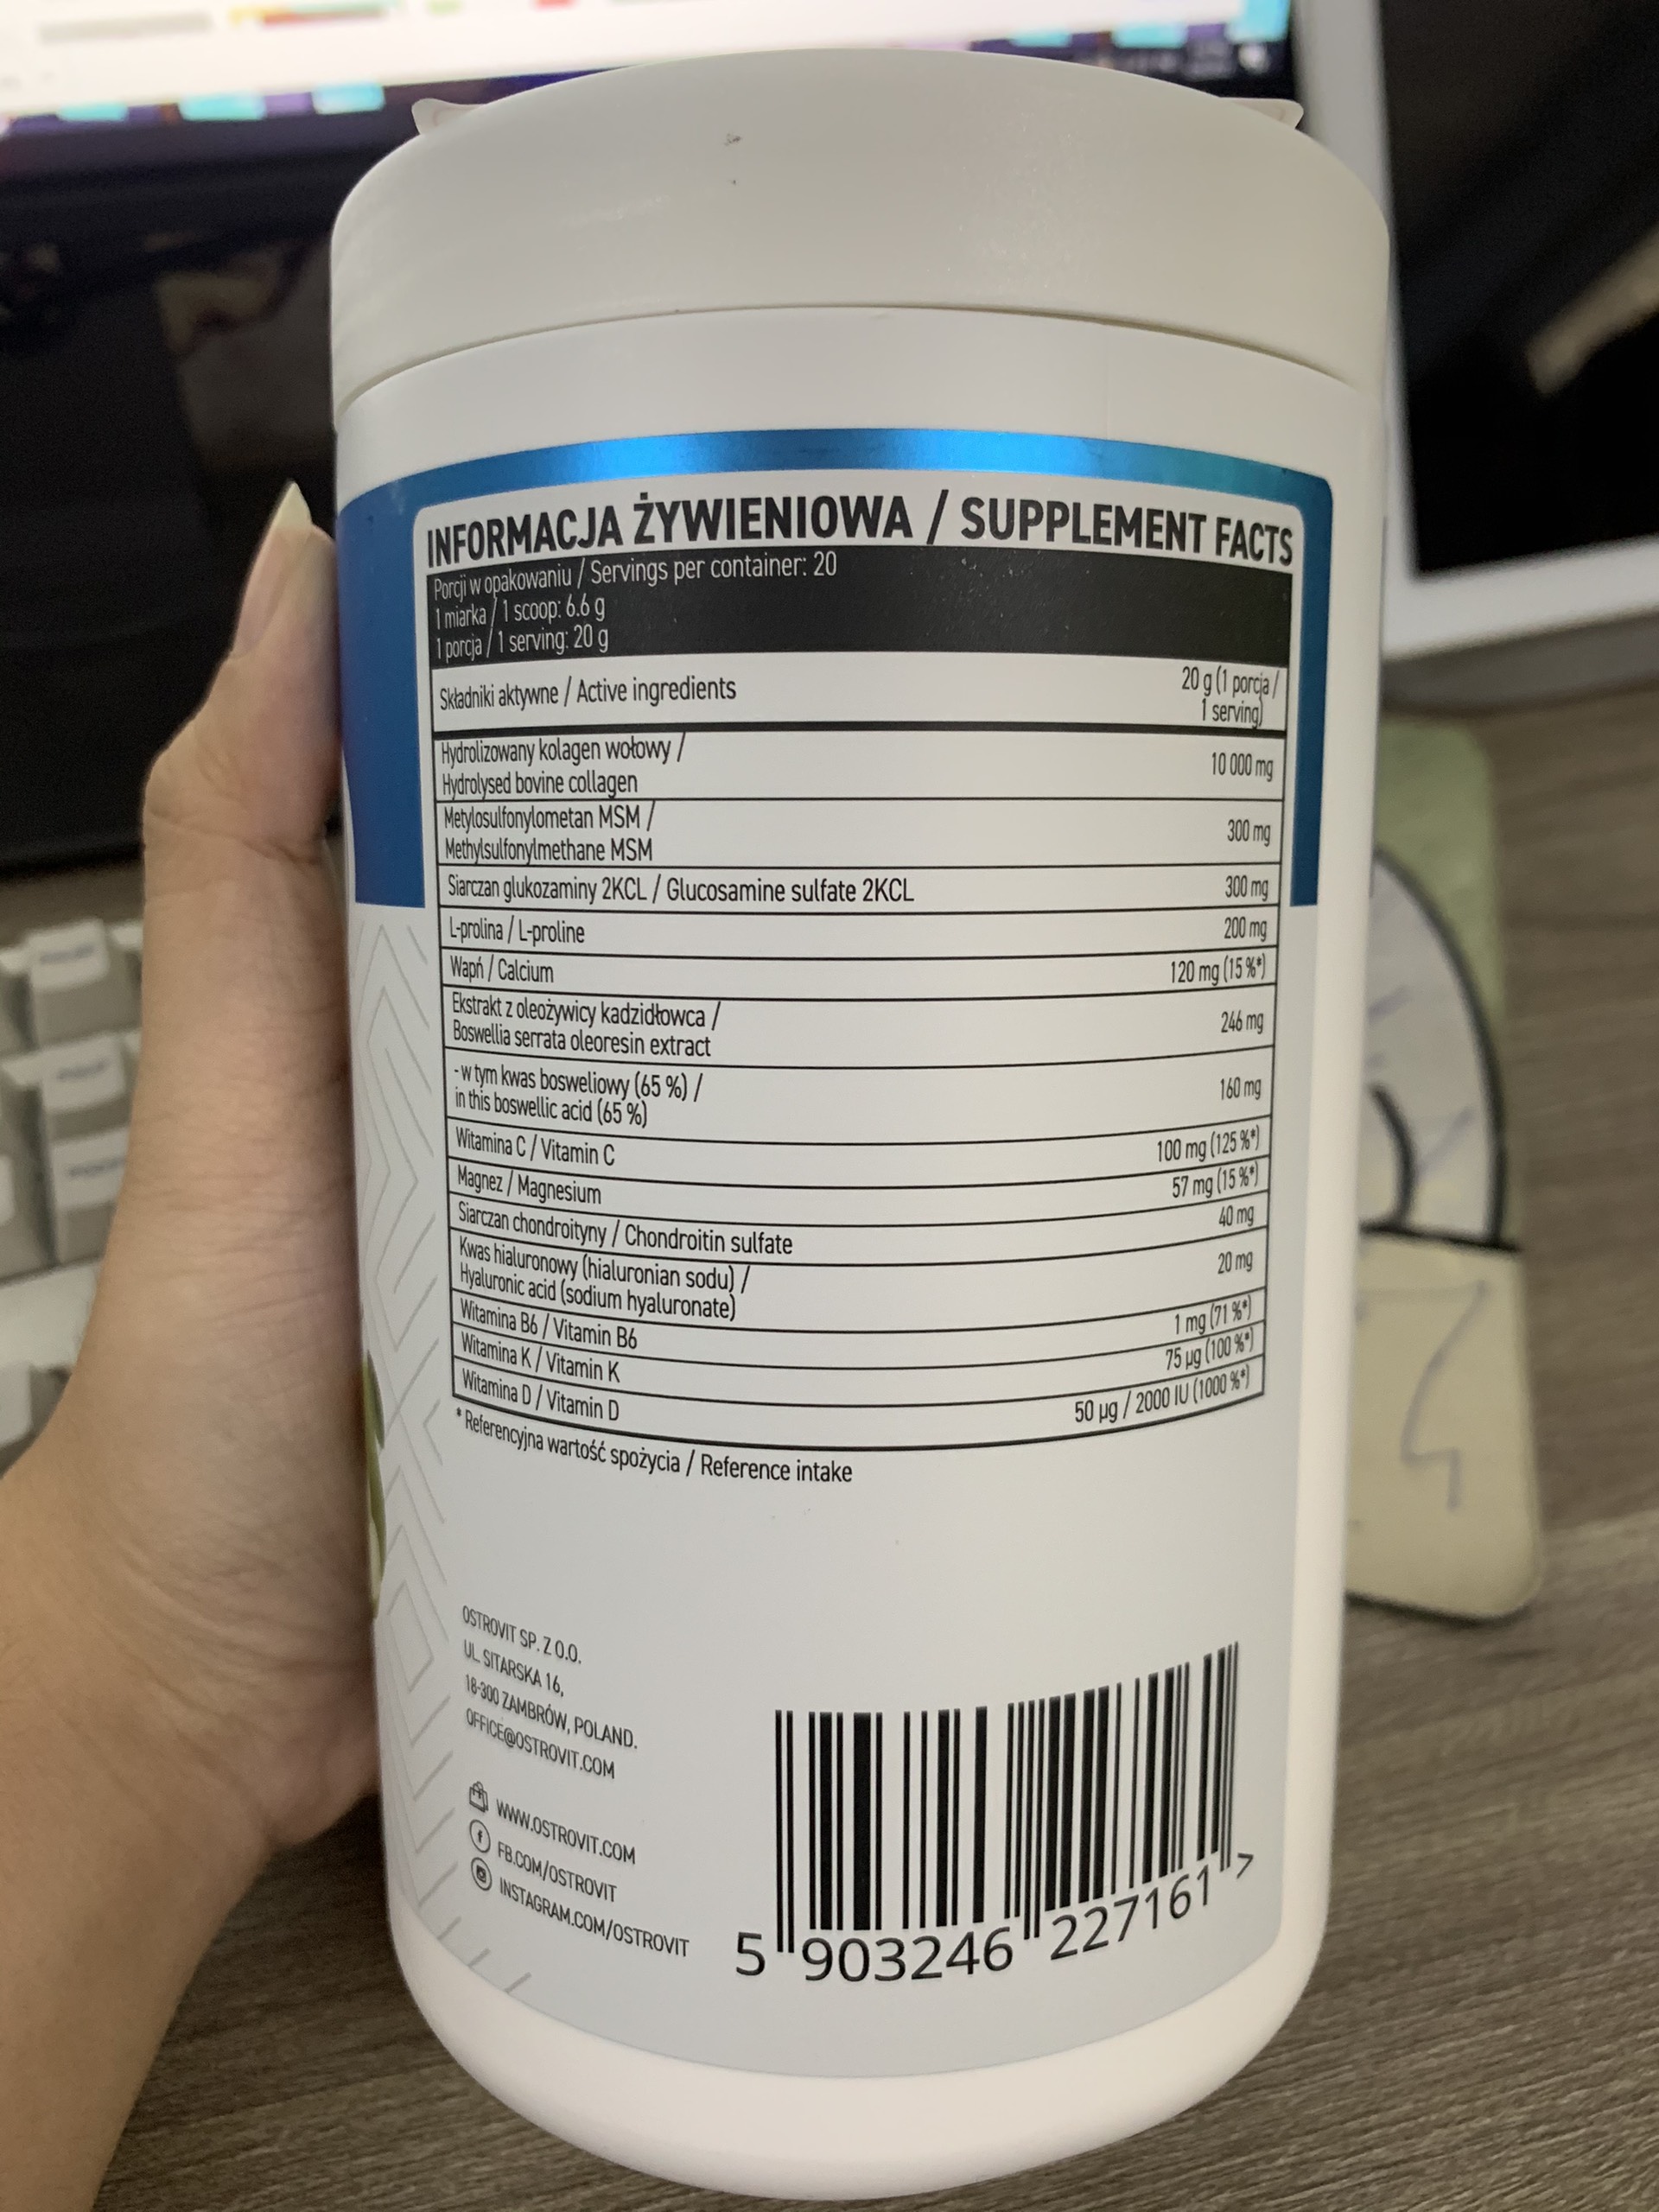 INFORMACJA ŻYWIENIOWA / SUPPLEMENT FACTS
Porcji w opakowaniu / Servings per container: 20
1 miarka / 1 scoop: 6.6 g
1 porcja / 1 serving: 20 g
Składniki aktywne / Active ingredients
20 g (1 porcja /
1 serving)
Hydrolizowany kolagen wołowy /
Hydrolysed bovine collagen
10 000 mg
Metylosulfonylometan MSM /
Methylsulfonylmethane MSM
300 mg
Siarczan glukozaminy 2KCL / Glucosamine sulfate 2KCL 300 mg
L-prolina / L-proline 200 mg
Wapń / Calcium 120 mg (15 %*)
Ekstrakt z oleożywicy kadzidłowca /
Boswellia serrata oleoresin extract
246 mg
- w tym kwas bosweliowy (65 %) /
in this boswellic acid (65 %)
160 mg
Witamina C / Vitamin C 100 mg (125 %*)
Magnez / Magnesium 57 mg (15 %*)
Siarczan chondroityny / Chondroitin sulfate 40 mg
Kwas hialuronowy (hialuronian sodu) /
Hyaluronic acid (sodium hyaluronate)
20 mg
Witamina B6 / Vitamin B6 1 mg (71 %*)
Witamina K / Vitamin K 75 µg (100 %*)
Witamina D / Vitamin D 50 µg / 2000 IU (1000 %*)
* Referencyjna wartość spożycia / Reference intake
OSTROVIT SP. Z O.O.
UL. SITARSKA 16,
18-300 ZAMBRÓW, POLAND.
OFFICE@OSTROVIT.COM
WWW.OSTROVIT.COM
FB.COM/OSTROVIT
INSTAGRAM.COM/OSTROVIT
5 903246 227161 7